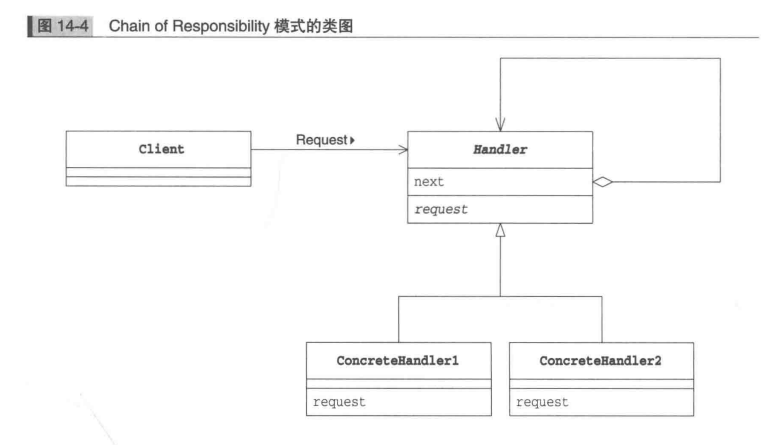 图 14-4 Chain of Responsibility 模式的类图
Client
Request
Handler
next
request
ConcreteHandler1
request
ConcreteHandler2
request